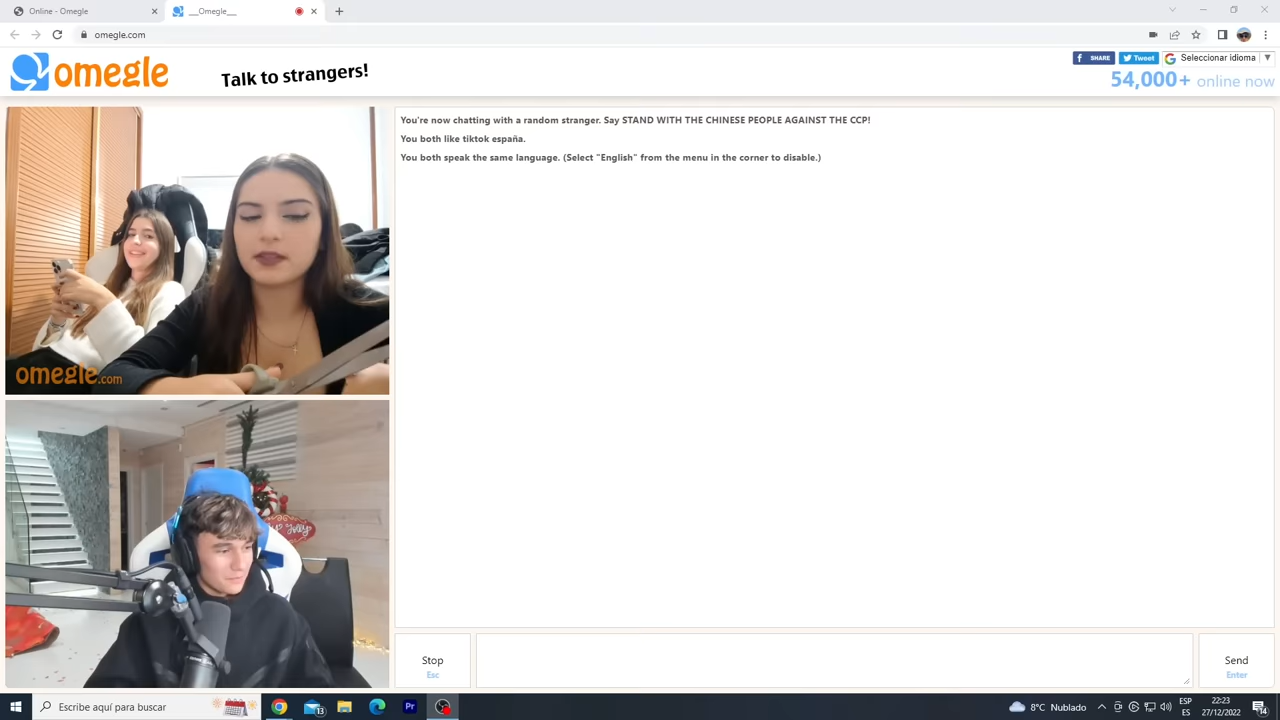 Online - Omegle
__Omegle__
omegle.com
omegle
Talk to strangers!
SHARE
Tweet
Seleccionar idioma
54,000+ online now
You're now chatting with a random stranger. Say STAND WITH THE CHINESE PEOPLE AGAINST THE CCP!
You both like tiktok españa.
You both speak the same language. (Select "English" from the menu in the corner to disable.)
omegle.com
Stop
Esc
Send
Enter
Escribe aquí para buscar
13
Pr
8°C Nublado
ESP
ES
22:23
27/12/2022
14